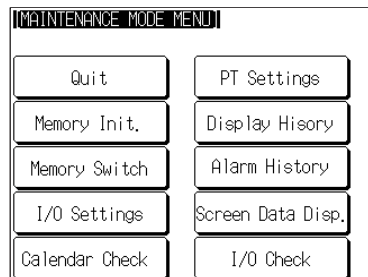 [MAINTENANCE MODE MENU]
Quit
PT Settings
Memory Init.
Display Hisory
Memory Switch
Alarm History
I/O Settings
Screen Data Disp.
Calendar Check
I/O Check